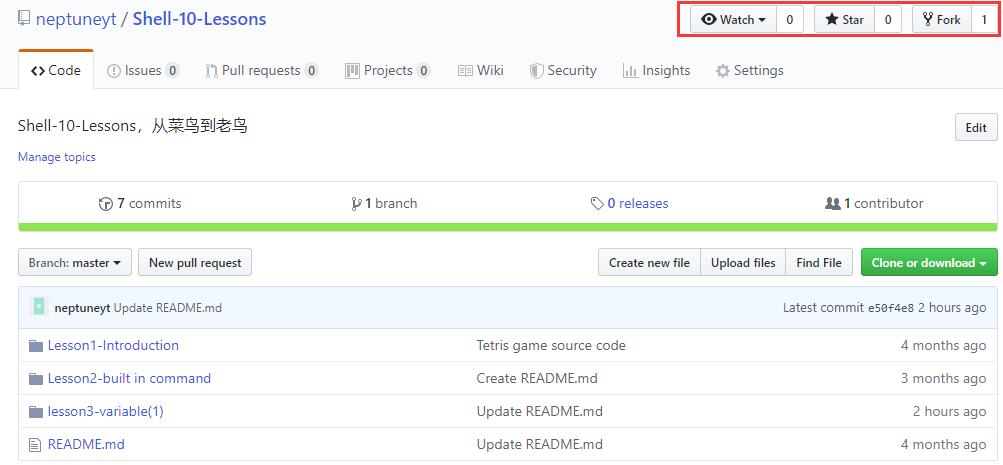 neptuneyt / Shell-10-Lessons Watch 0 Star 0 Fork 1
Code Issues 0 Pull requests 0 Projects 0 Wiki Security Insights Settings
Shell-10-Lessons，从菜鸟到老鸟 Edit
Manage topics
7 commits 1 branch 0 releases 1 contributor
Branch: master New pull request Create new file Upload files Find File Clone or download
neptuneyt Update README.md Latest commit e50f4e8 2 hours ago
Lesson1-Introduction Tetris game source code 4 months ago
Lesson2-built in command Create README.md 3 months ago
lesson3-variable(1) Update README.md 2 hours ago
README.md Update README.md 4 months ago